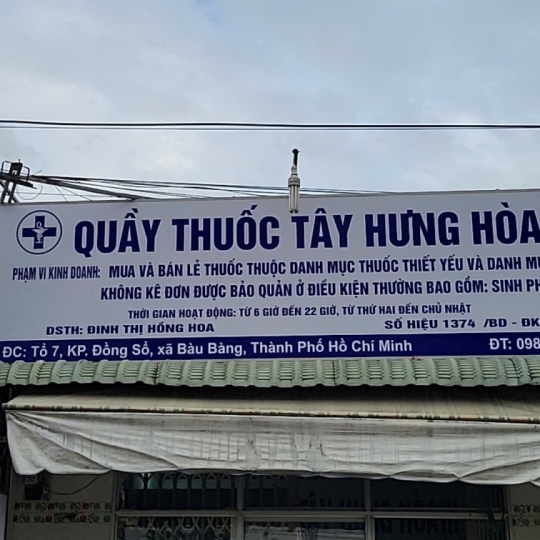 QUẦY THUỐC TÂY HƯNG HÒA
PHẠM VI KINH DOANH: MUA VÀ BÁN LẺ THUỐC THUỘC DANH MỤC THUỐC THIẾT YẾU VÀ DANH
KHÔNG KÊ ĐƠN ĐƯỢC BẢO QUẢN Ở ĐIỀU KIỆN THƯỜNG BAO GỒM: SINH
THỜI GIAN HOẠT ĐỘNG: TỪ 6 GIỜ ĐẾN 22 GIỜ, TỪ THỨ HAI ĐẾN CHỦ NHẬT
DSTH: ĐINH THỊ HỒNG HOA SỐ HIỆU 1374 /BD - ĐK
ĐC: Tổ 7, KP. Đồng Sổ, xã Bàu Bàng, Thành Phố Hồ Chí Minh ĐT: 098